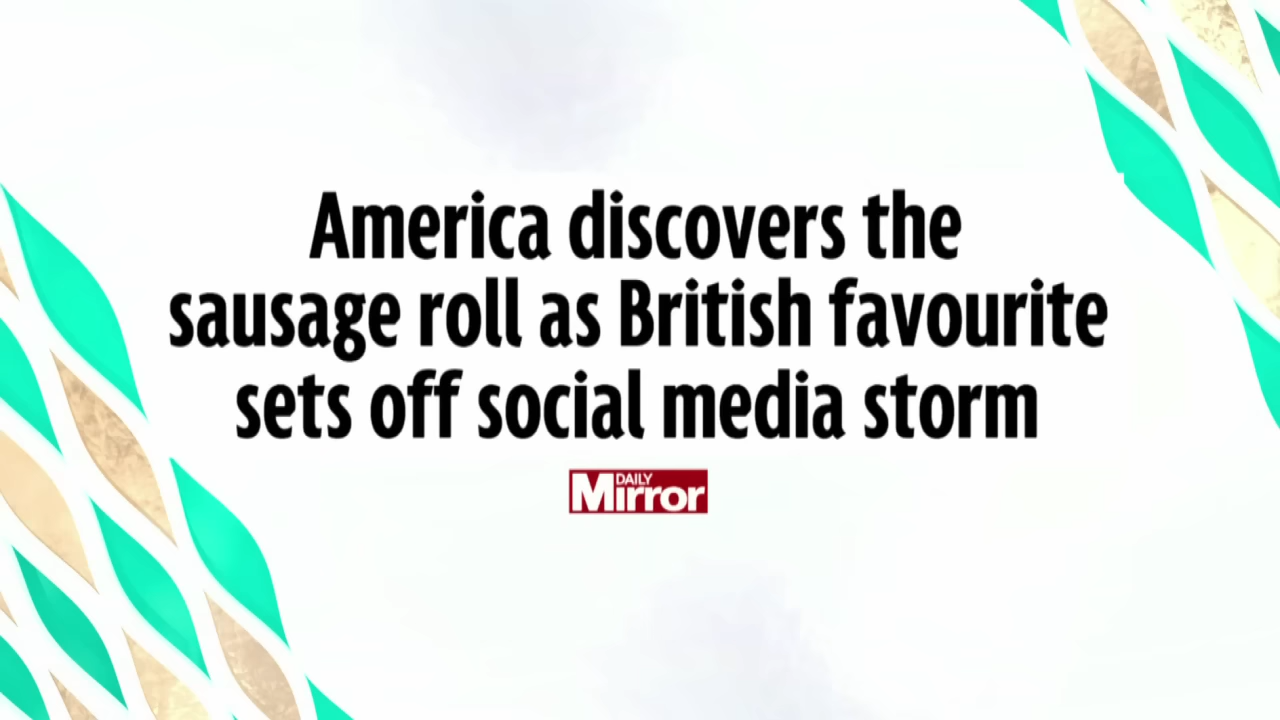 America discovers the
sausage roll as British favourite
sets off social media storm
DAILY
Mirror